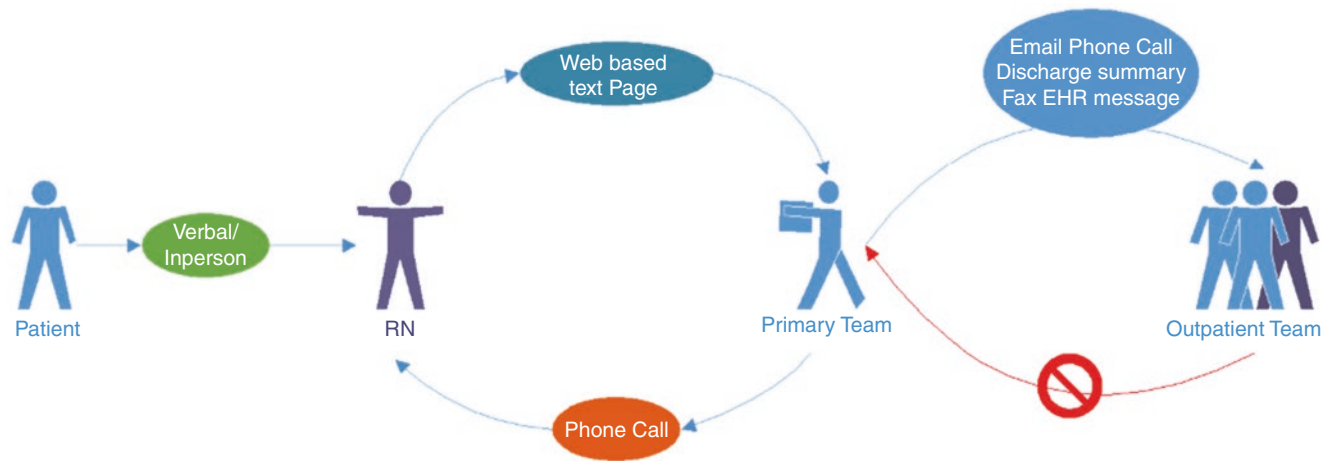 Email Phone Call
Discharge summary
Fax EHR message
Web based
text Page
Verbal/
Inperson
Patient
RN
Primary Team
Outpatient Team
Phone Call